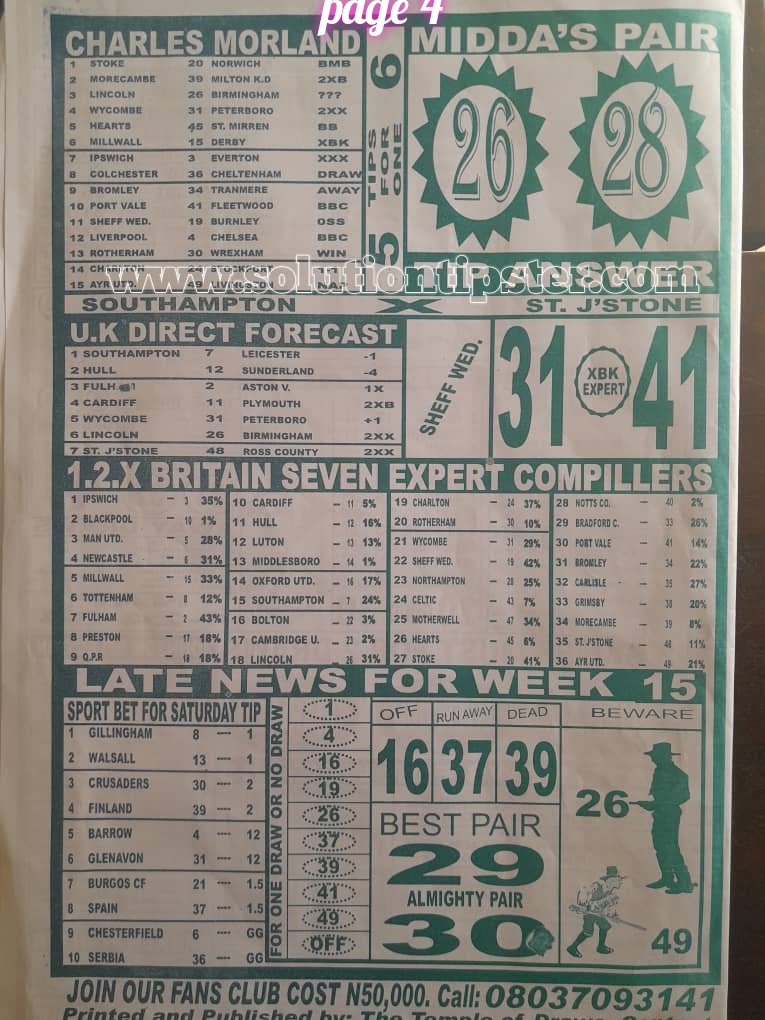 page 4
CHARLES MORLAND
1 STOKE 20 NORWICH BMB
2 MORECAMBE 39 MILTON K.D 2XB
3 LINCOLN 26 BIRMINGHAM ???
4 WYCOMBE 31 PETERBORO 2XX
5 HEARTS 45 ST. MIRREN BB
6 MILLWALL 15 DERBY XBK
7 IPSWICH 3 EVERTON XXX
8 COLCHESTER 36 CHELTENHAM DRAW
9 BROMLEY 34 TRANMERE AWAY
10 PORT VALE 41 FLEETWOOD BBC
11 SHEFF WED. 19 BURNLEY OSS
12 LIVERPOOL 4 CHELSEA BBC
13 ROTHERHAM 30 WREXHAM WIN
14 CHARLTON 24 STOCKPORT
15 AYR UTD. 49 LIVINGSTON
5 TIPS FOR ONE 6
MIDDA'S PAIR
26 28
www.solutiontipster.com
ANSWER
SOUTHAMPTON X ST. J'STONE
U.K DIRECT FORECAST
1 SOUTHAMPTON 7 LEICESTER -1
2 HULL 12 SUNDERLAND -4
3 FULH 2 ASTON V. 1X
4 CARDIFF 11 PLYMOUTH 2XB
5 WYCOMBE 31 PETERBORO +1
6 LINCOLN 26 BIRMINGHAM 2XX
7 ST. J'STONE 48 ROSS COUNTY 2XX
SHEFF WED.
31 XBK EXPERT 41
1.2.X BRITAIN SEVEN EXPERT COMPILLERS
1 IPSWICH – 3 35%
2 BLACKPOOL – 10 1%
3 MAN UTD. – 5 28%
4 NEWCASTLE – 6 31%
5 MILLWALL – 15 33%
6 TOTTENHAM – 8 12%
7 FULHAM – 2 43%
8 PRESTON – 17 18%
9 Q.P.R – 18 18%
10 CARDIFF – 11 5%
11 HULL – 12 16%
12 LUTON – 13 13%
13 MIDDLESBORO – 14 1%
14 OXFORD UTD. – 16 17%
15 SOUTHAMPTON – 7 24%
16 BOLTON – 22 3%
17 CAMBRIDGE U. – 23 2%
18 LINCOLN 26 31%
19 CHARLTON – 24 37%
20 ROTHERHAM – 30 10%
21 WYCOMBE – 31 29%
22 SHEFF WED. – 19 42%
23 NORTHAMPTON – 28 25%
24 CELTIC – 43 7%
25 MOTHERWELL – 47 34%
26 HEARTS – 45 6%
27 STOKE – 20 41%
28 NOTTS CO. – 40 2%
29 BRADFORD C. – 33 26%
30 PORT VALE – 41 14%
31 BROMLEY – 34 22%
32 CARLISLE – 35 27%
33 GRIMSBY – 38 20%
34 MORECAMBE – 39 8%
35 ST. J'STONE – 48 11%
36 AYR UTD. – 49 21%
LATE NEWS FOR WEEK 15
SPORT BET FOR SATURDAY TIP
1 GILLINGHAM 8 ---- 1
2 WALSALL 13 ---- 1
3 CRUSADERS 30 ---- 2
4 FINLAND 39 ---- 2
5 BARROW 4 ---- 12
6 GLENAVON 31 ---- 12
7 BURGOS CF 21 ---- 1.5
8 SPAIN 37 ---- 1.5
9 CHESTERFIELD 6 ---- GG
10 SERBIA 36 ---- GG
FOR ONE DRAW OR NO DRAW
1
4
16
19
26
37
39
41
49
OFF
OFF RUN AWAY DEAD
16 37 39
BEST PAIR
29
ALMIGHTY PAIR
30
BEWARE
26
49
JOIN OUR FANS CLUB COST N50,000. Call: 08037093141
Printed and Published by: The Temple of Draws